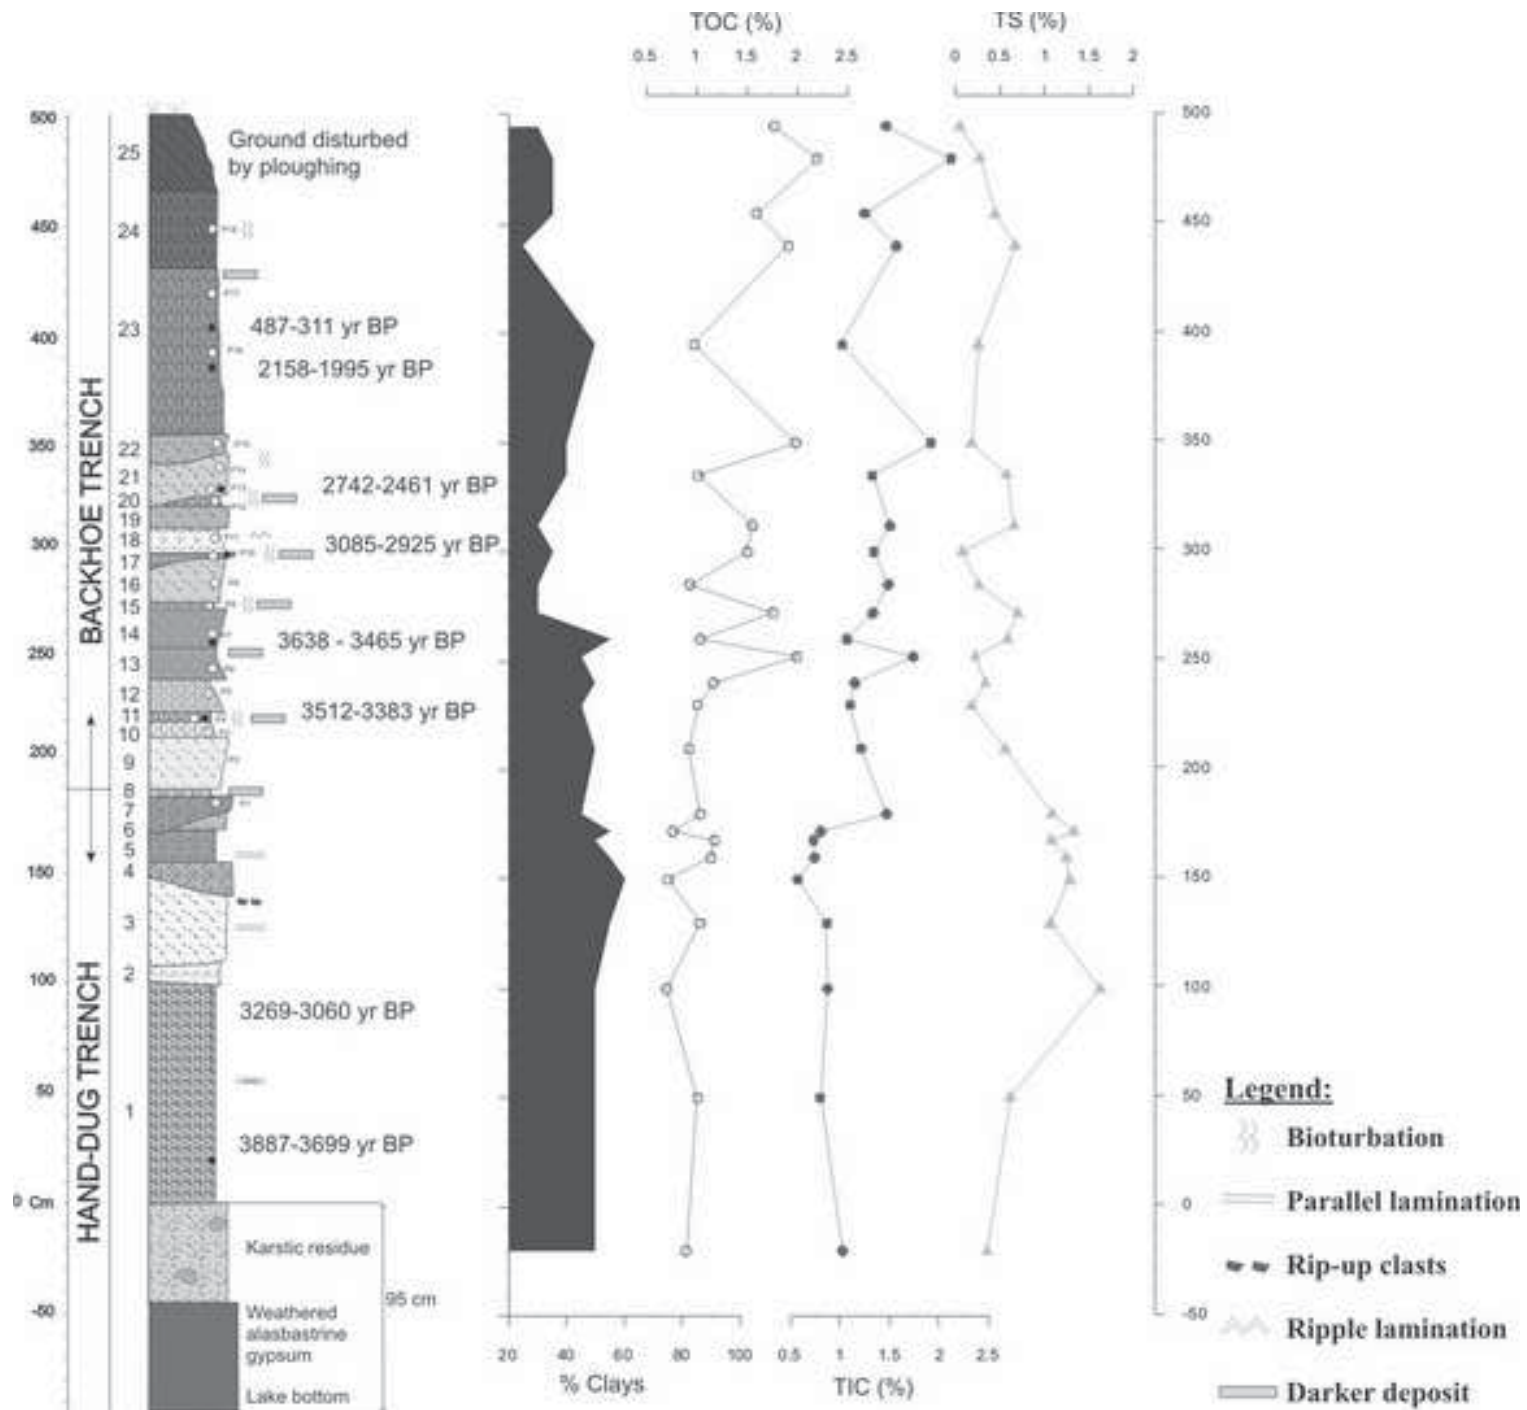 TOC (%)
TS (%)
0.5 1 1.5 2 2.5
0 0.5 1 1.5 2
500
450
400
350
300
250
200
150
100
50
0 Cm
-50
BACKHOE TRENCH
HAND-DUG TRENCH
25
24
23
22
21
20
19
18
17
16
15
14
13
12
11
10
9
8
7
6
5
4
3
2
1
Ground disturbed
by ploughing
487-311 yr BP
2158-1995 yr BP
2742-2461 yr BP
3085-2925 yr BP
3638 - 3465 yr BP
3512-3383 yr BP
3269-3060 yr BP
3887-3699 yr BP
Karstic residue
Weathered
alasbastrine
gypsum
Lake bottom
95 cm
20 40 60 80 100
% Clays
0.5 1 1.5 2 2.5
TIC (%)
500
450
400
350
300
250
200
150
100
50
0
-50
Legend:
Bioturbation
Parallel lamination
Rip-up clasts
Ripple lamination
Darker deposit